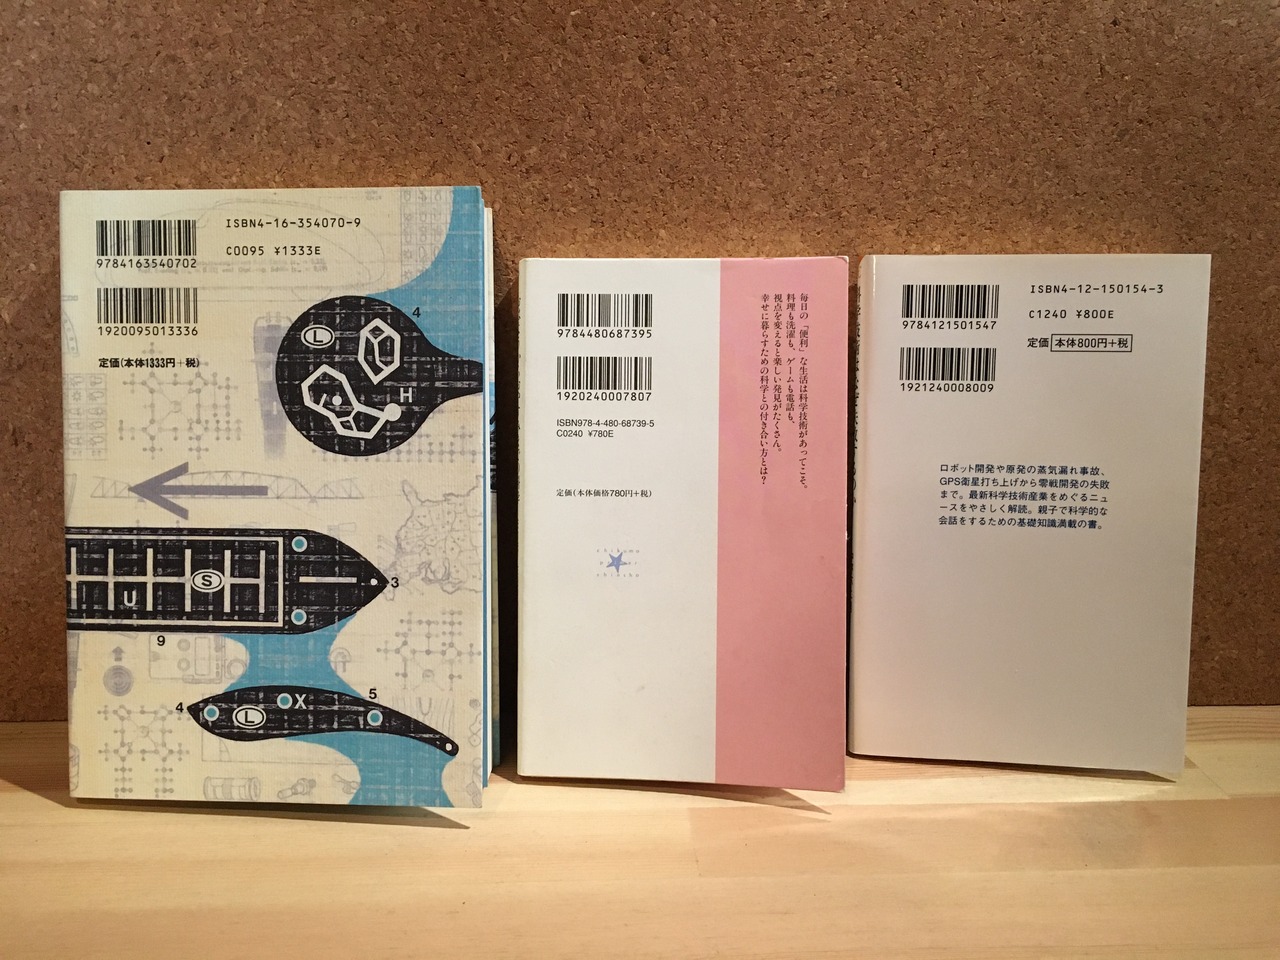 ISBN4-16-354070-9
C0095 ¥1333E
9784163540702
1920095013336
定価(本体1333円+税)
4
L
H
3
S
U
9
5
4
X
L
9784480687395
1920240007807
ISBN978-4-480-68739-5
C0240 ¥780E
定価(本体価格780円+税)
chikuma
primer
shinsho
毎日の「便利」な生活は科学技術があってこそ。
料理も洗濯も、ゲームも電話も、
視点を変えると楽しい発見がたくさん。
幸せに暮らすための科学との付き合い方とは?
9784121501547
1921240008009
ISBN4-12-150154-3
C1240 ¥800E
定価 本体800円+税
ロボット開発や原発の蒸気漏れ事故、
GPS衛星打ち上げから零戦開発の失敗
まで。最新科学技術産業をめぐるニュ
ースをやさしく解読。親子で科学的な
会話をするための基礎知識満載の書。